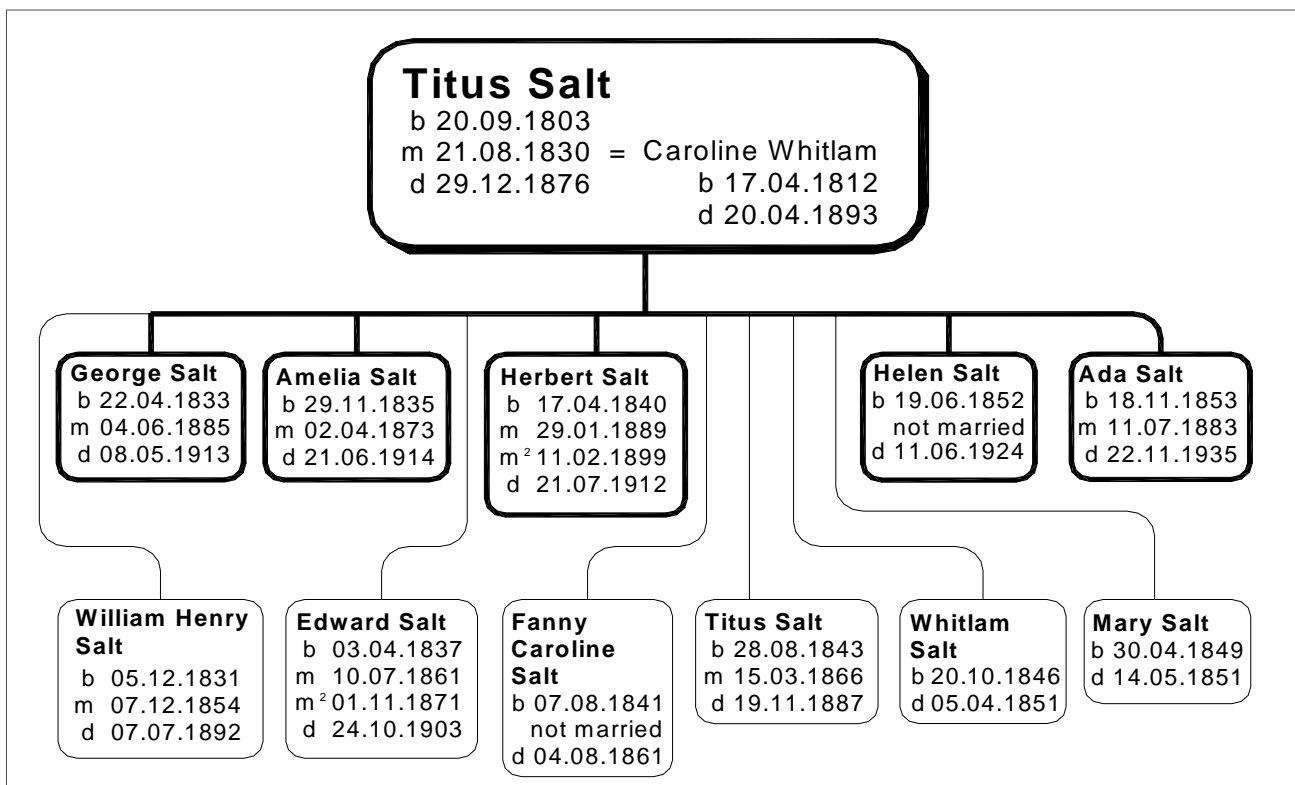 Titus Salt
b 20.09.1803
m 21.08.1830 = Caroline Whitlam
d 29.12.1876 b 17.04.1812
d 20.04.1893
George Salt
b 22.04.1833
m 04.06.1885
d 08.05.1913
Amelia Salt
b 29.11.1835
m 02.04.1873
d 21.06.1914
Herbert Salt
b 17.04.1840
m 29.01.1889
m² 11.02.1899
d 21.07.1912
Helen Salt
b 19.06.1852
not married
d 11.06.1924
Ada Salt
b 18.11.1853
m 11.07.1883
d 22.11.1935
William Henry
Salt
b 05.12.1831
m 07.12.1854
d 07.07.1892
Edward Salt
b 03.04.1837
m 10.07.1861
m² 01.11.1871
d 24.10.1903
Fanny
Caroline
Salt
b 07.08.1841
not married
d 04.08.1861
Titus Salt
b 28.08.1843
m 15.03.1866
d 19.11.1887
Whitlam
Salt
b 20.10.1846
d 05.04.1851
Mary Salt
b 30.04.1849
d 14.05.1851